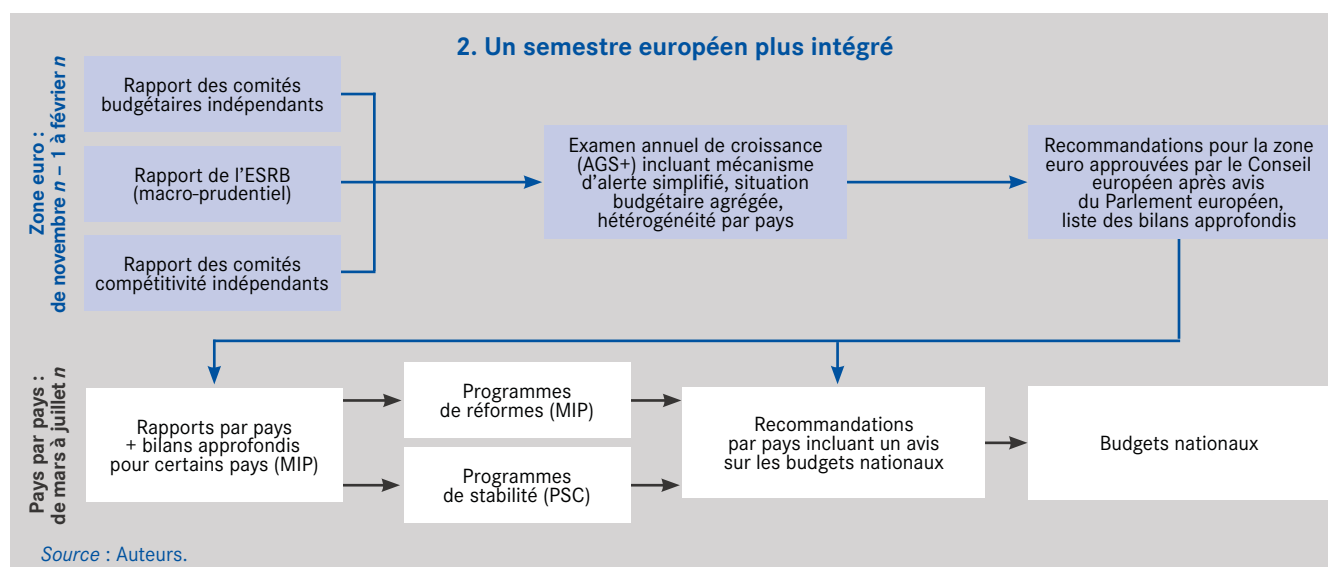 2. Un semestre européen plus intégré
Zone euro :
de novembre n – 1 à février n
Rapport des comités
budgétaires indépendants
Rapport de l’ESRB
(macro-prudentiel)
Rapport des comités
compétitivité indépendants
Examen annuel de croissance
(AGS+) incluant mécanisme
d’alerte simplifié, situation
budgétaire agrégée,
hétérogénéité par pays
Recommandations pour la zone
euro approuvées par le Conseil
européen après avis
du Parlement européen,
liste des bilans approfondis
Pays par pays :
de mars à juillet n
Rapports par pays
+ bilans approfondis
pour certains pays (MIP)
Programmes
de réformes (MIP)
Programmes
de stabilité (PSC)
Recommandations
par pays incluant un avis
sur les budgets nationaux
Budgets nationaux
Source : Auteurs.